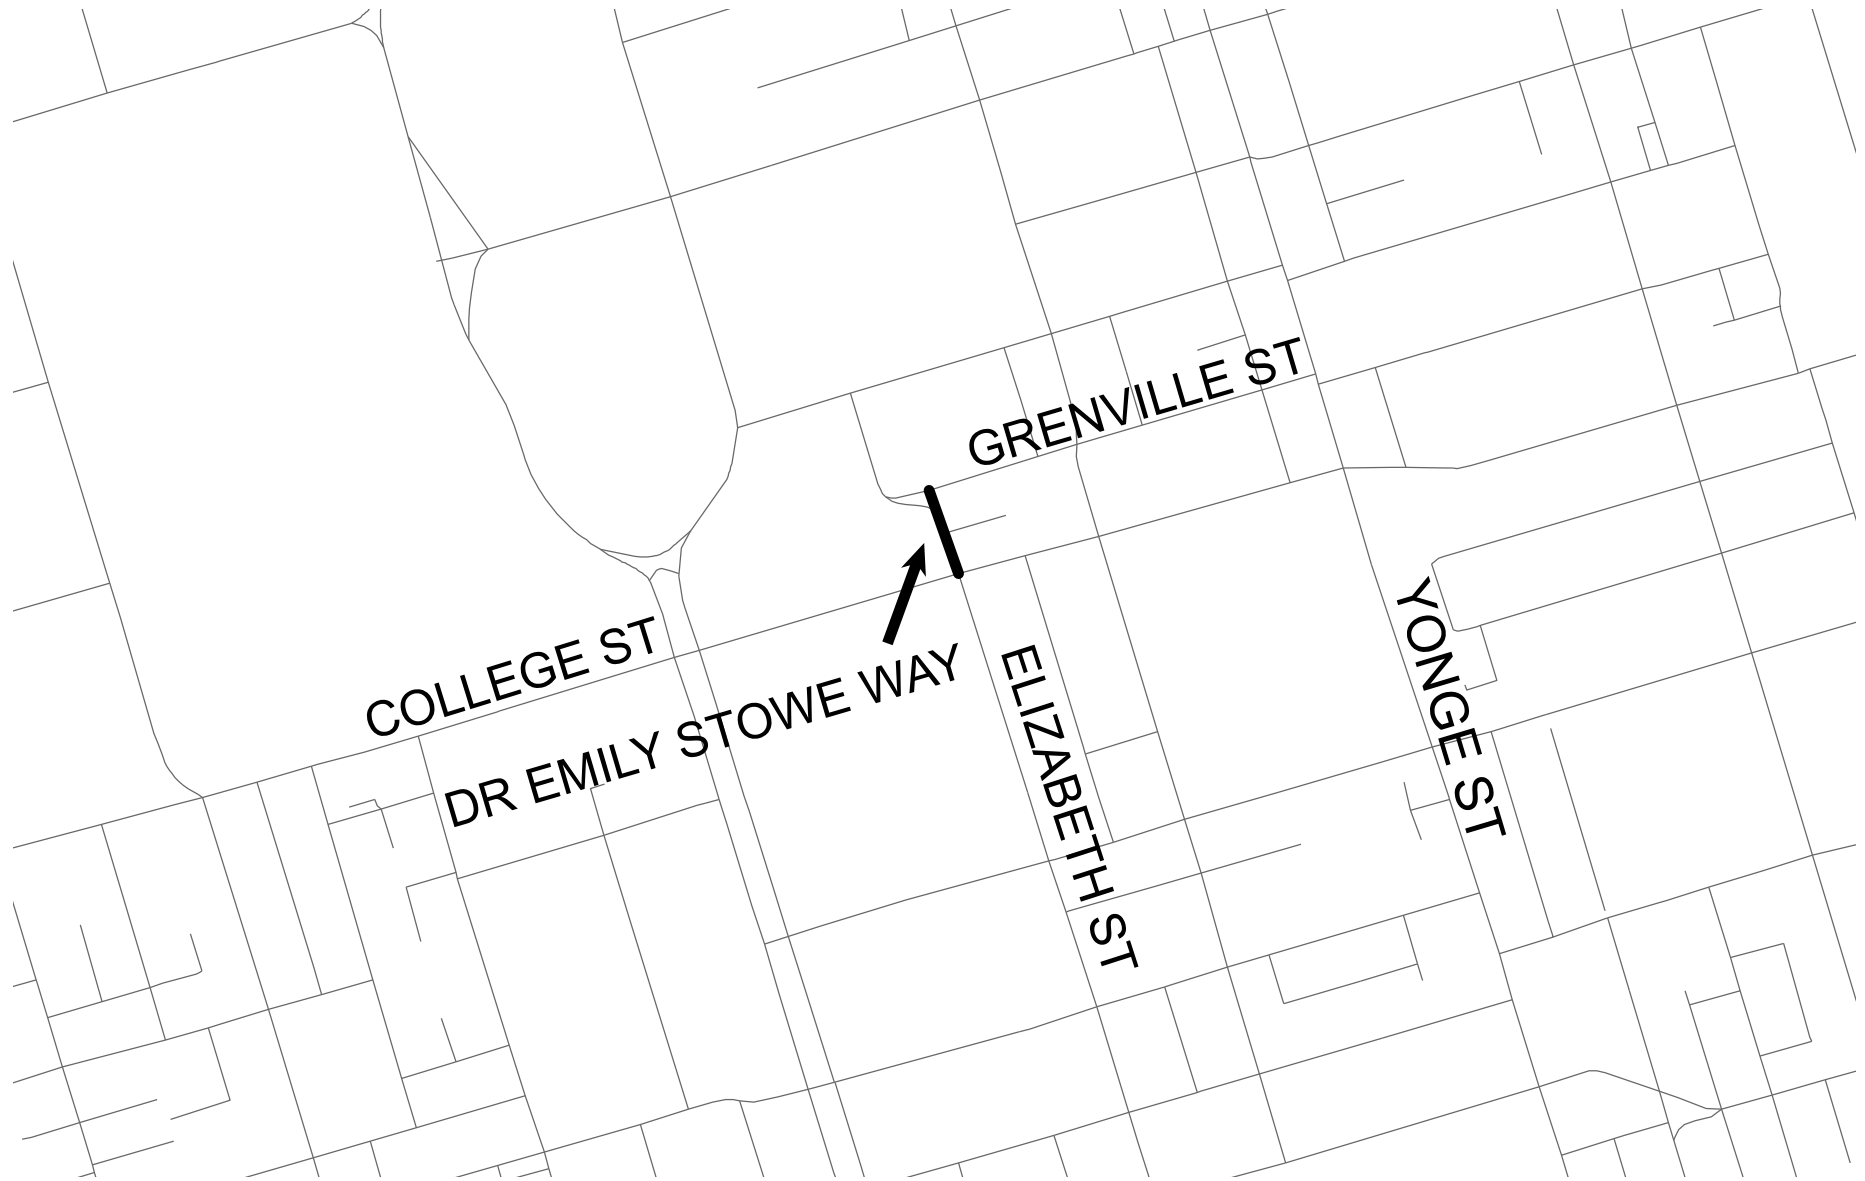 GRENVILLE ST
COLLEGE ST
DR EMILY STOWE WAY
ELIZABETH ST
YONGE ST